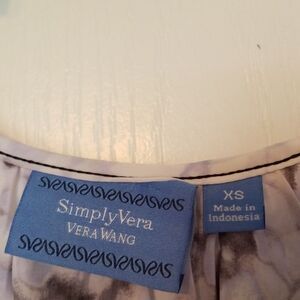 SimplyVera
VERA WANG
XS
Made in
Indonesia